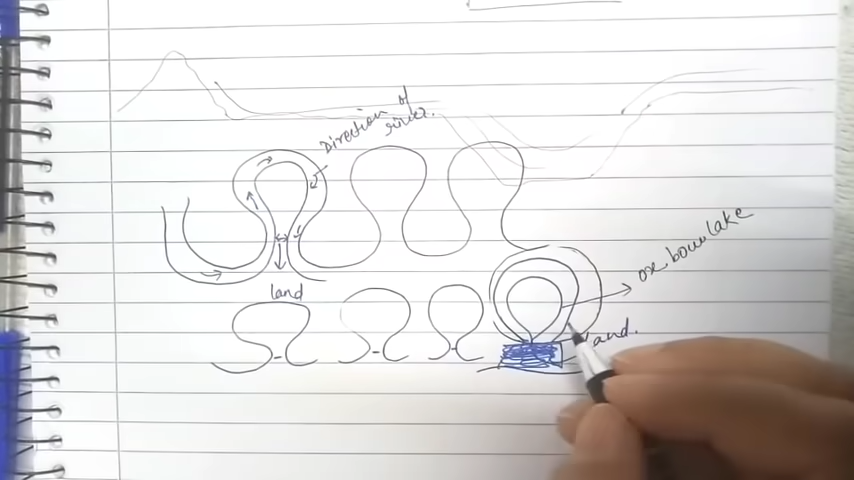 Direction of
river.
ox bow lake
land
land.